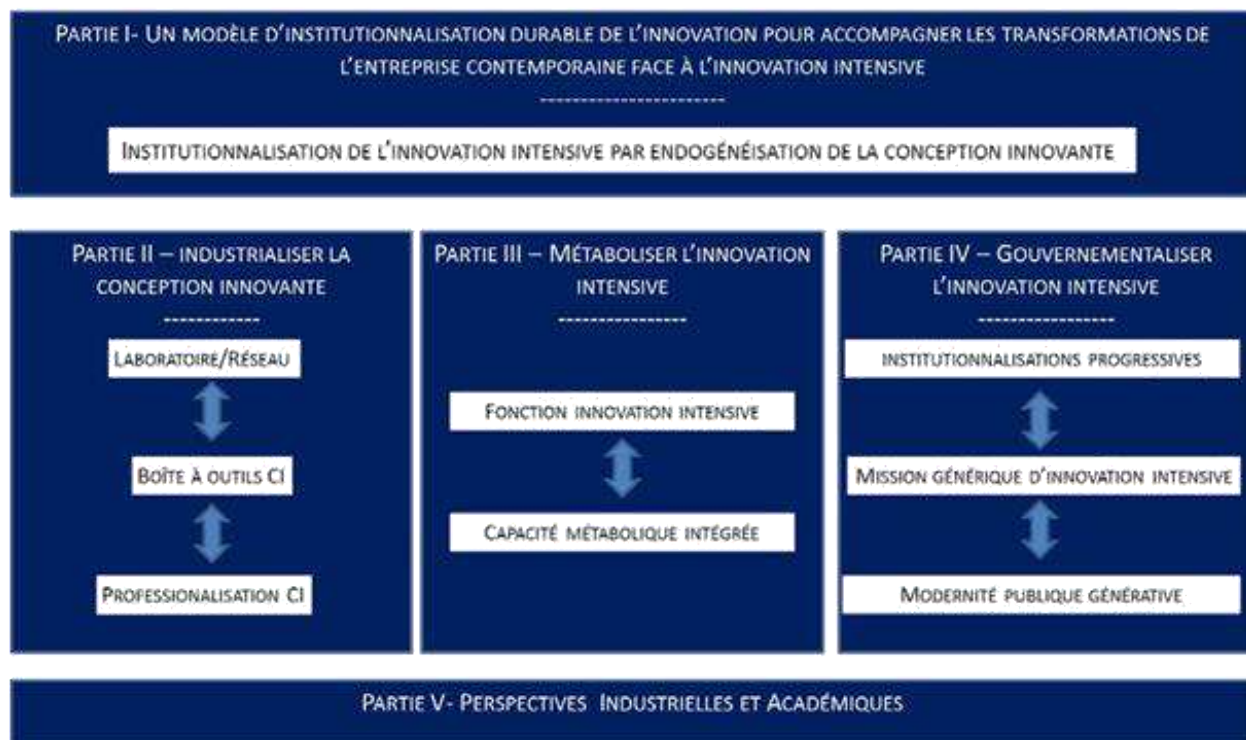 PARTIE I- UN MODÈLE D'INSTITUTIONNALISATION DURABLE DE L'INNOVATION POUR ACCOMPAGNER LES TRANSFORMATIONS DE
L'ENTREPRISE CONTEMPORAINE FACE À L'INNOVATION INTENSIVE
-----------------------
INSTITUTIONNALISATION DE L'INNOVATION INTENSIVE PAR ENDOGÉNÉISATION DE LA CONCEPTION INNOVANTE
PARTIE II – INDUSTRIALISER LA
CONCEPTION INNOVANTE
------------
LABORATOIRE/RÉSEAU
BOÎTE À OUTILS CI
PROFESSIONALISATION CI
PARTIE III – MÉTABOLISER L'INNOVATION
INTENSIVE
----------------
FONCTION INNOVATION INTENSIVE
CAPACITÉ MÉTABOLIQUE INTÉGRÉE
PARTIE IV – GOUVERNEMENTALISER
L'INNOVATION INTENSIVE
-----------------
INSTITUTIONNALISATIONS PROGRESSIVES
MISSION GÉNÉRIQUE D'INNOVATION INTENSIVE
MODERNITÉ PUBLIQUE GÉNÉRATIVE
PARTIE V- PERSPECTIVES INDUSTRIELLES ET ACADÉMIQUES